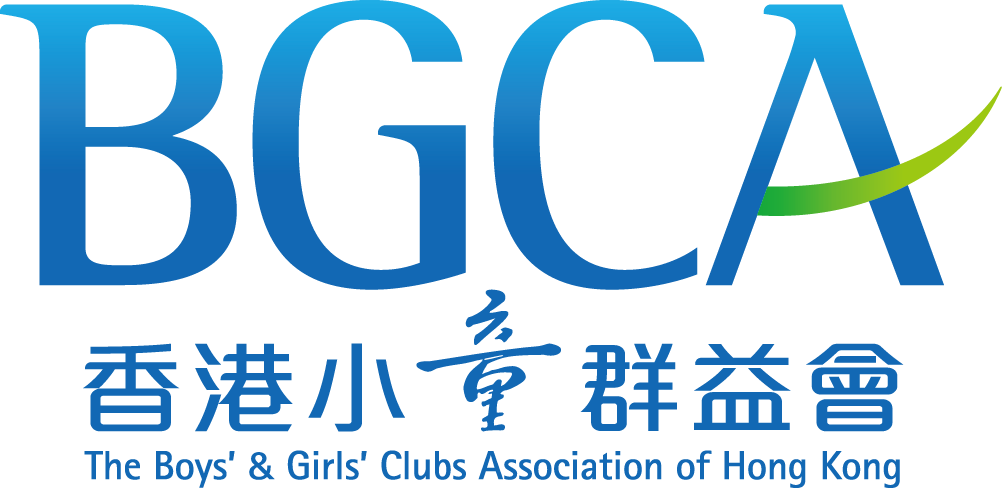 BGCA
香港小童群益會
The Boys' & Girls' Clubs Association of Hong Kong